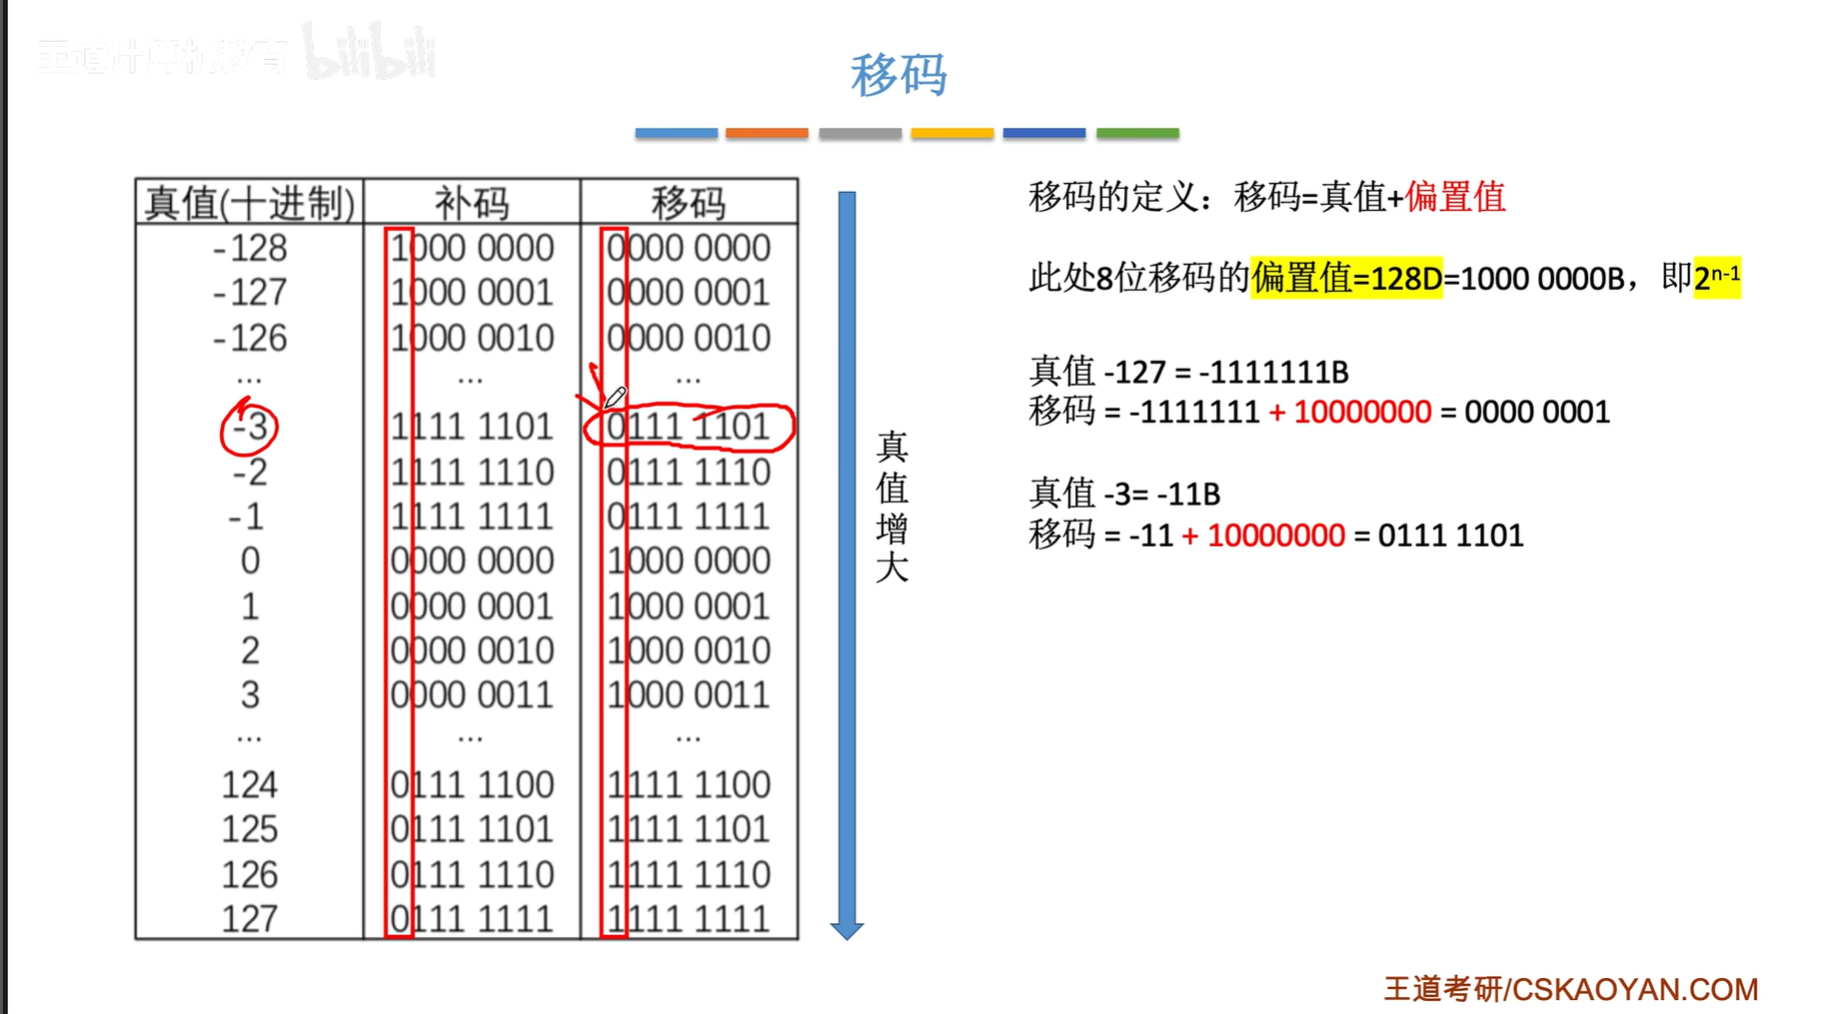 王道计算机教育 bilibili
移码
真值(十进制) 补码 移码
-128 1000 0000 0000 0000
-127 1000 0001 0000 0001
-126 1000 0010 0000 0010
... ... ...
-3 1111 1101 0111 1101
-2 1111 1110 0111 1110
-1 1111 1111 0111 1111
0 0000 0000 1000 0000
1 0000 0001 1000 0001
2 0000 0010 1000 0010
3 0000 0011 1000 0011
... ... ...
124 0111 1100 1111 1100
125 0111 1101 1111 1101
126 0111 1110 1111 1110
127 0111 1111 1111 1111
真
值
增
大
移码的定义：移码=真值+偏置值
此处8位移码的偏置值=128D=1000 0000B，即2ⁿ⁻¹
真值 -127 = -1111111B
移码 = -1111111 + 10000000 = 0000 0001
真值 -3= -11B
移码 = -11 + 10000000 = 0111 1101
王道考研/CSKAOYAN.COM